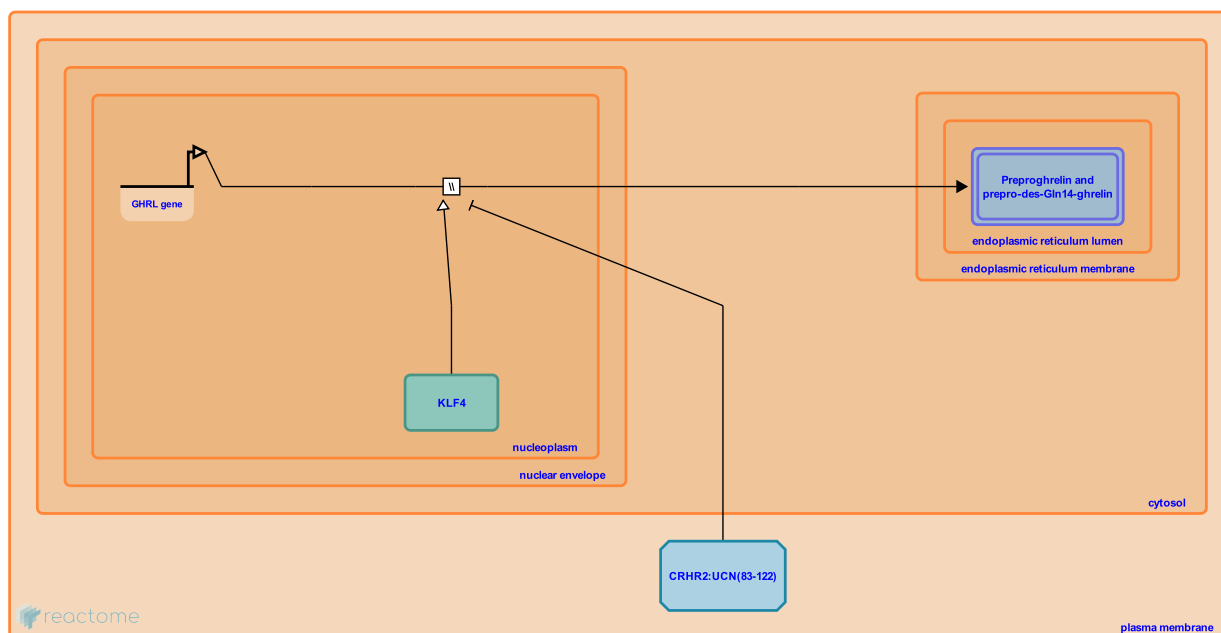 GHRL gene
\\
Preproghrelin and
prepro-des-Gln14-ghrelin
endoplasmic reticulum lumen
endoplasmic reticulum membrane
KLF4
nucleoplasm
nuclear envelope
cytosol
CRHR2:UCN(83-122)
reactome
plasma membrane